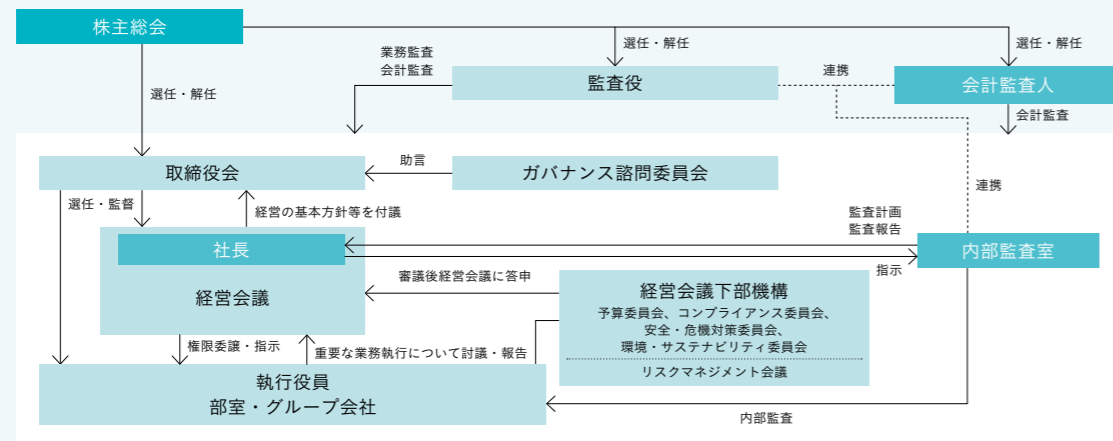 株主総会
選任・解任
選任・解任
選任・解任
業務監査
会計監査
監査役
連携
会計監査人
会計監査
取締役会
助言
ガバナンス諮問委員会
連携
選任・監督
経営の基本方針等を付議
監査計画
監査報告
社長
内部監査室
指示
経営会議
審議後経営会議に答申
経営会議下部機構
予算委員会、コンプライアンス委員会、
安全・危機対策委員会、
環境・サステナビリティ委員会
リスクマネジメント会議
権限委譲・指示
重要な業務執行について討議・報告
執行役員
部室・グループ会社
内部監査